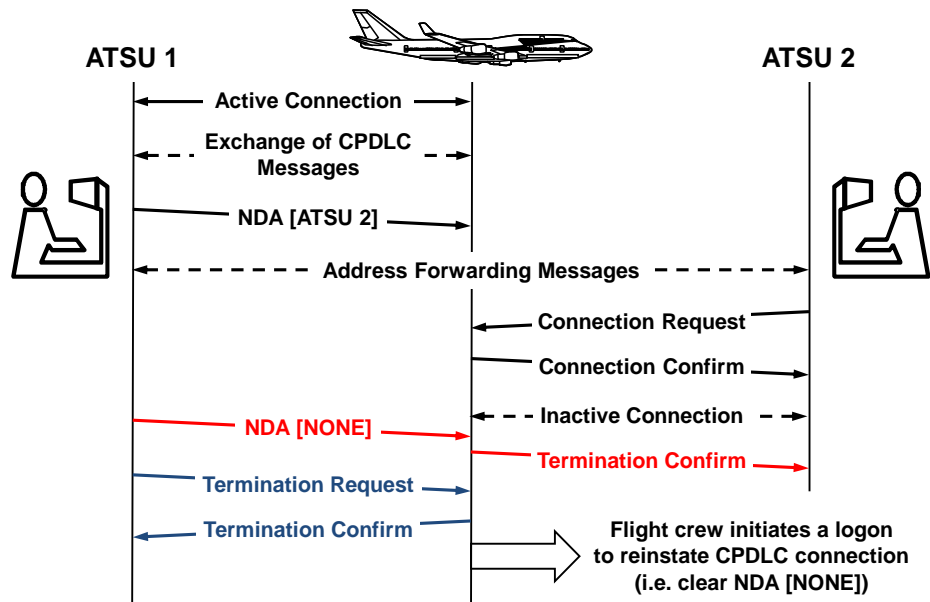 ATSU 1
ATSU 2
Active Connection
Exchange of CPDLC
Messages
NDA [ATSU 2]
Address Forwarding Messages
Connection Request
Connection Confirm
Inactive Connection
NDA [NONE]
Termination Confirm
Termination Request
Termination Confirm
Flight crew initiates a logon
to reinstate CPDLC connection
(i.e. clear NDA [NONE])